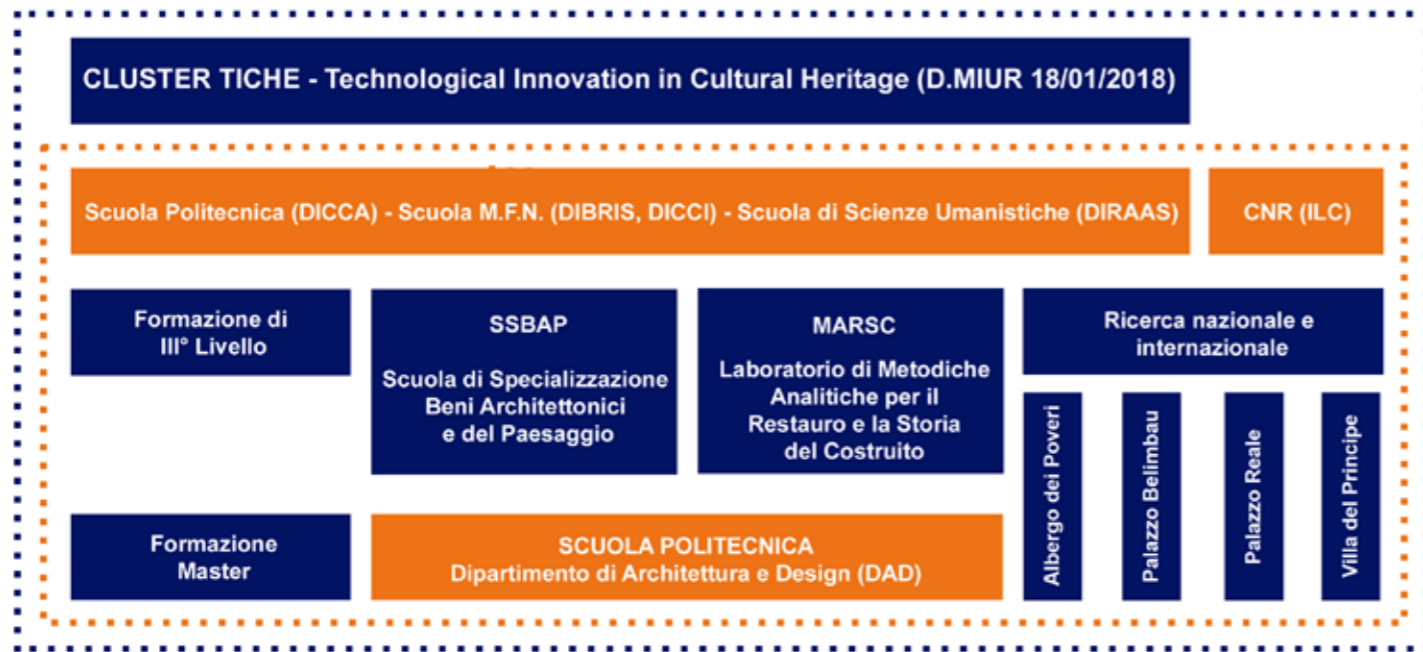 CLUSTER TICHE - Technological Innovation in Cultural Heritage (D.MIUR 18/01/2018)
Scuola Politecnica (DICCA) - Scuola M.F.N. (DIBRIS, DICCI) - Scuola di Scienze Umanistiche (DIRAAS)
CNR (ILC)
Formazione di
III° Livello
SSBAP
Scuola di Specializzazione
Beni Architettonici
e del Paesaggio
MARSC
Laboratorio di Metodiche
Analitiche per il
Restauro e la Storia
del Costruito
Ricerca nazionale e
internazionale
Albergo dei Poveri
Palazzo Belimbau
Palazzo Reale
Villa del Principe
Formazione
Master
SCUOLA POLITECNICA
Dipartimento di Architettura e Design (DAD)